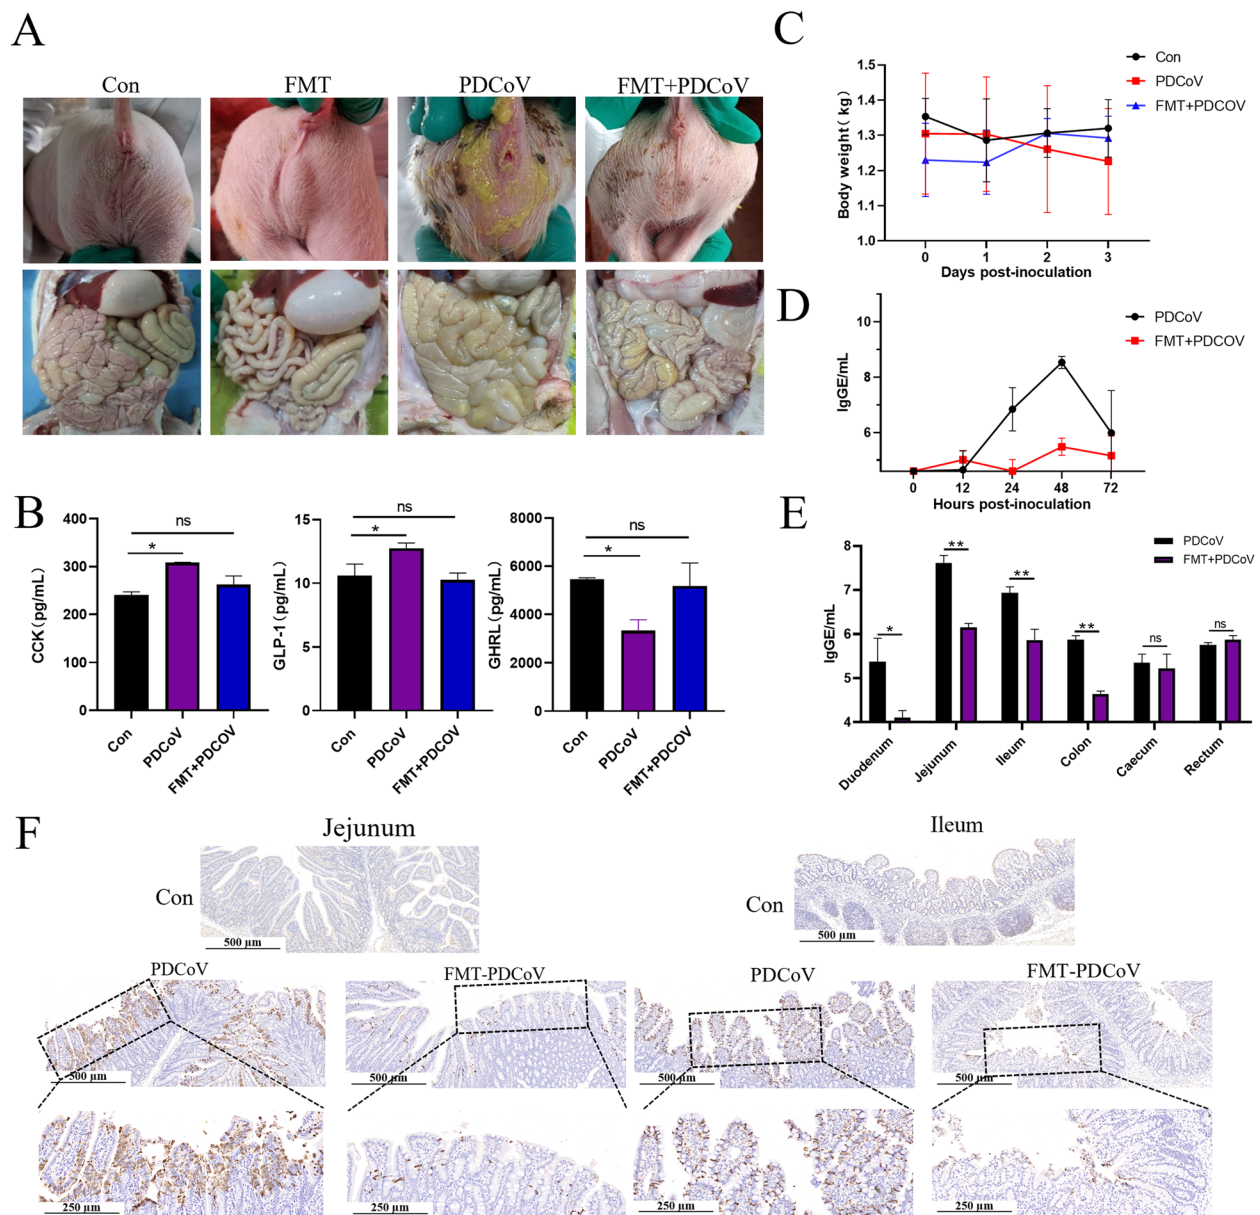 A
Con
FMT
PDCoV
FMT+PDCoV
B
400
300
200
100
0
CCK(pg/mL)
ns
*
Con
PDCoV
FMT+PDCOV
15
10
5
0
GLP-1(pg/mL)
ns
*
Con
PDCoV
FMT+PDCOV
8000
6000
4000
2000
0
GHRL(pg/mL)
ns
*
Con
PDCoV
FMT+PDCOV
C
Con
PDCoV
FMT+PDCOV
1.5
1.4
1.3
1.2
1.1
1.0
Body weight( kg)
0 1 2 3
Days post-inoculation
D
PDCoV
FMT+PDCOV
10
8
6
lgGE/mL
0 12 24 48 72
Hours post-inoculation
E
PDCoV
FMT+PDCoV
8
7
6
5
4
lgGE/mL
*
**
**
**
ns
ns
Duodenum
Jejunum
Ileum
Colon
Caecum
Rectum
F
Jejunum
Ileum
Con
500 µm
Con
500 µm
PDCoV
FMT-PDCoV
PDCoV
FMT-PDCoV
500 µm
500 µm
500 µm
500 µm
250 µm
250 µm
250 µm
250 µm